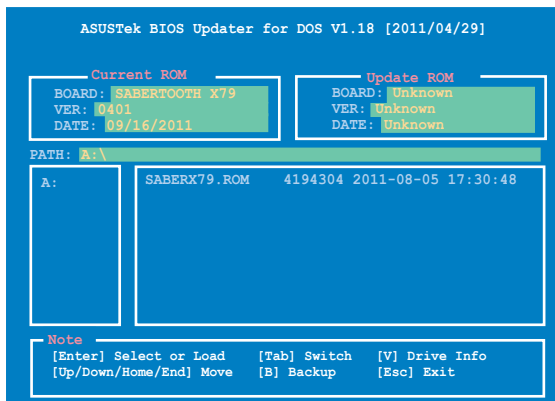 ASUSTek BIOS Updater for DOS V1.18 [2011/04/29]
Current ROM
BOARD: SABERTOOTH X79
VER: 0401
DATE: 09/16/2011
Update ROM
BOARD: Unknown
VER: Unknown
DATE: Unknown
PATH: A:\
A:
SABERX79.ROM 4194304 2011-08-05 17:30:48
Note
[Enter] Select or Load [Tab] Switch [V] Drive Info
[Up/Down/Home/End] Move [B] Backup [Esc] Exit